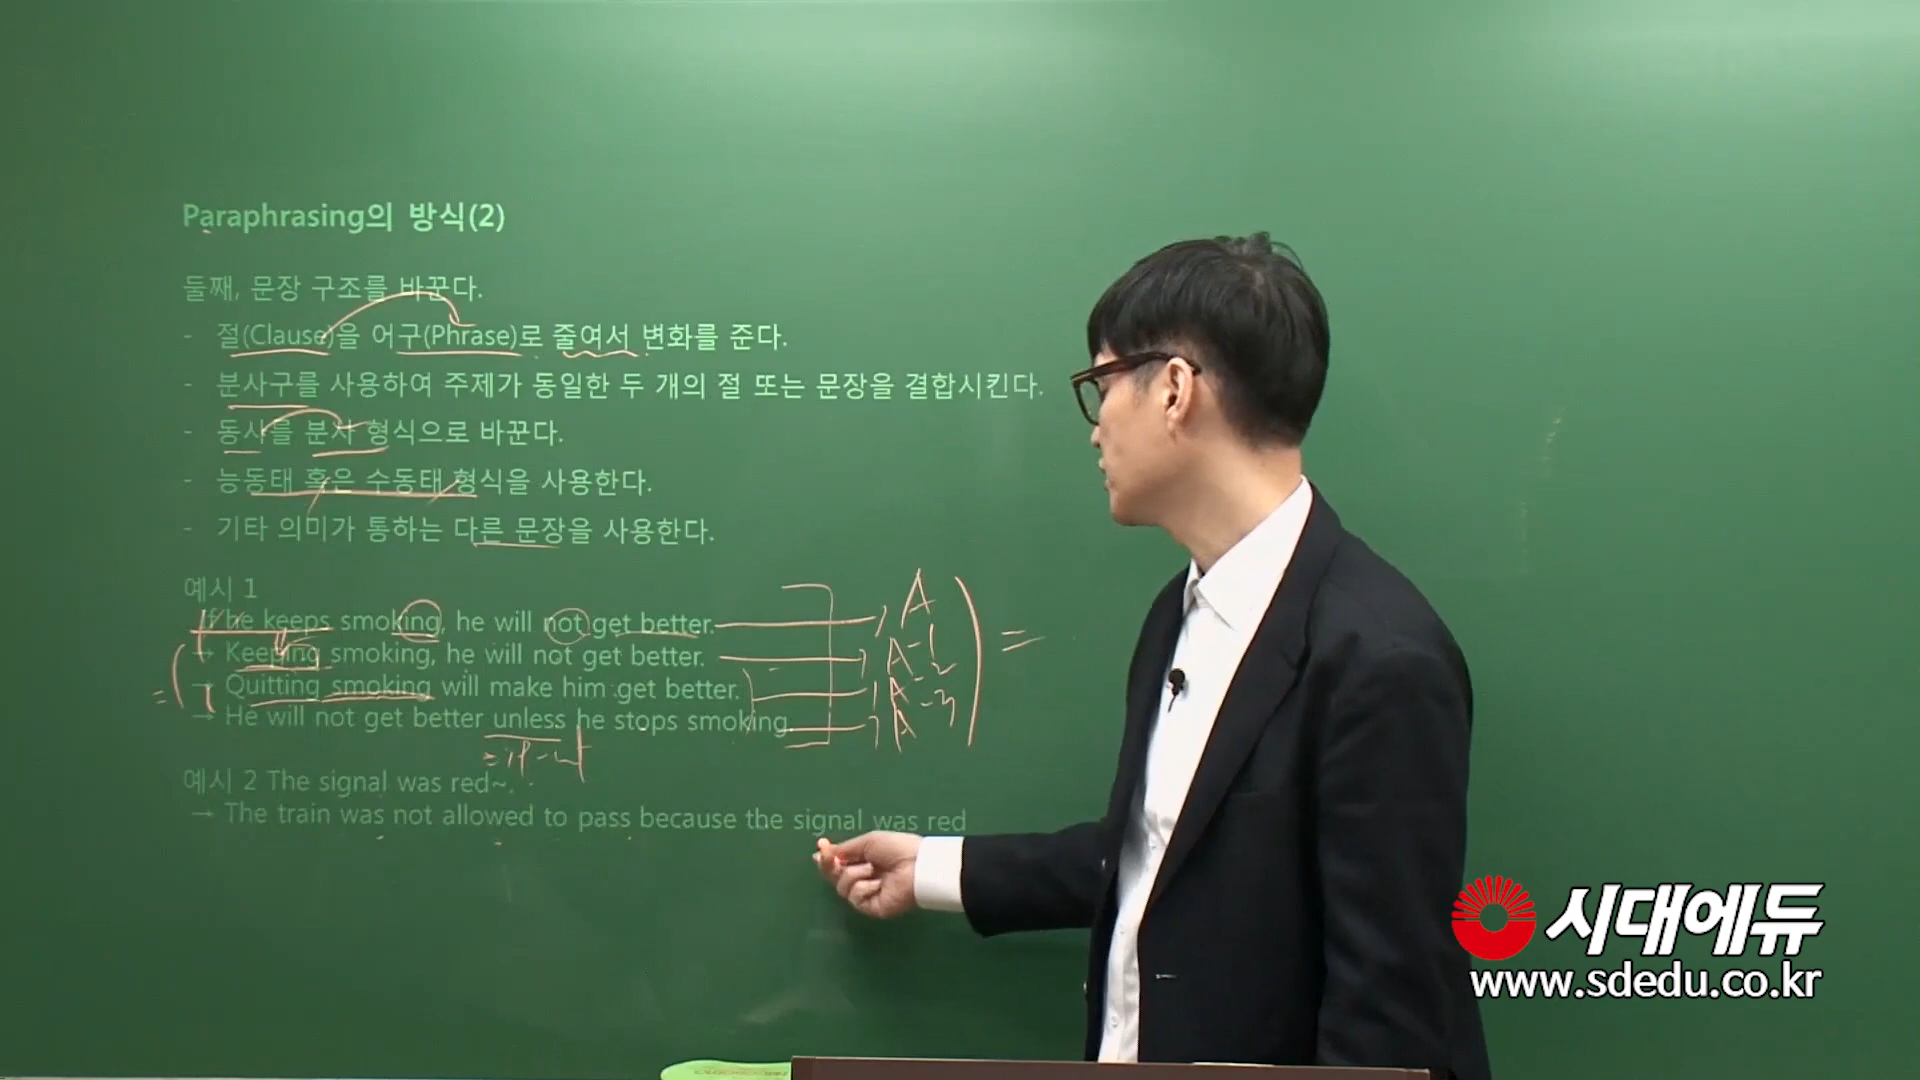 Paraphrasing의 방식(2)
둘째, 문장 구조를 바꾼다.
- 절(Clause)을 어구(Phrase)로 줄여서 변화를 준다.
- 분사구를 사용하여 주제가 동일한 두 개의 절 또는 문장을 결합시킨다.
- 동사를 분사 형식으로 바꾼다.
- 능동태 혹은 수동태 형식을 사용한다.
- 기타 의미가 통하는 다른 문장을 사용한다.
예시 1
If he keeps smoking, he will not get better. A
→ Keeping smoking, he will not get better. A-1
→ Quitting smoking will make him get better. A-2
→ He will not get better unless he stops smoking. A-3
예시 2 The signal was red~.
→ The train was not allowed to pass because the signal was red
시대에듀
www.sdedu.co.kr